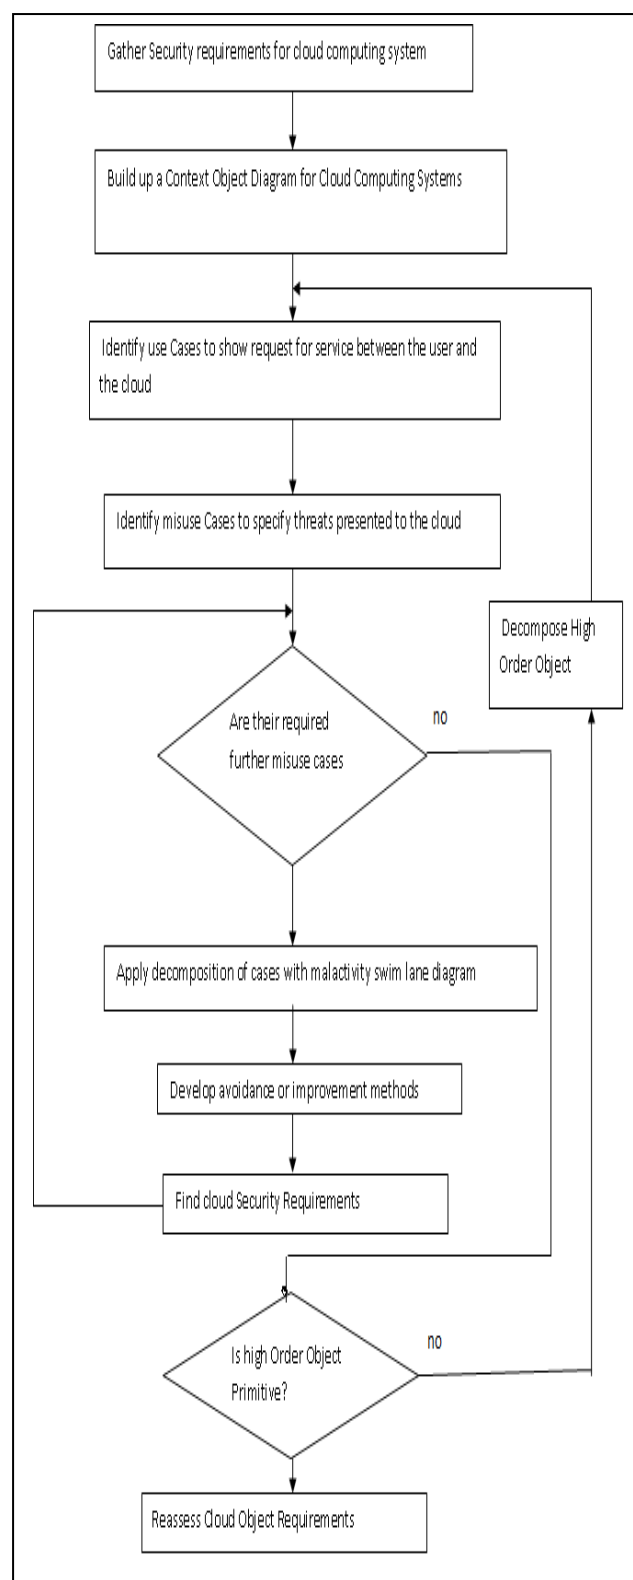 Gather Security requirements for cloud computing system
Build up a Context Object Diagram for Cloud Computing Systems
Identify use Cases to show request for service between the user and
the cloud
Identify misuse Cases to specify threats presented to the cloud
Decompose High
Order Object
Are their required
further misuse cases
no
Apply decomposition of cases with malactivity swim lane diagram
Develop avoidance or improvement methods
Find cloud Security Requirements
Is high Order Object
Primitive?
no
Reassess Cloud Object Requirements